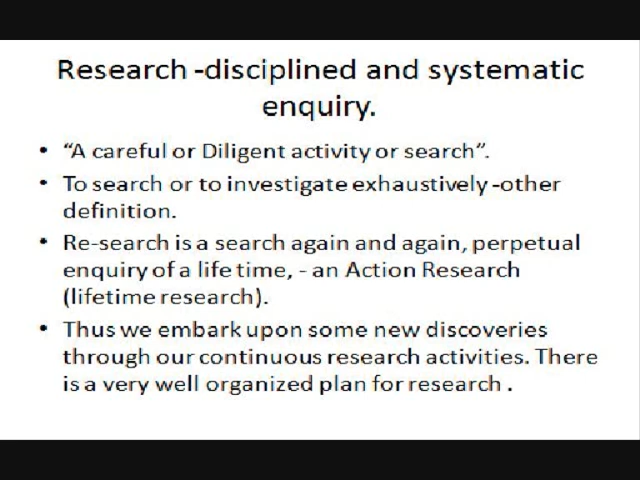 Research -disciplined and systematic
enquiry.
• “A careful or Diligent activity or search”.
• To search or to investigate exhaustively -other
definition.
• Re-search is a search again and again, perpetual
enquiry of a life time, - an Action Research
(lifetime research).
• Thus we embark upon some new discoveries
through our continuous research activities. There
is a very well organized plan for research .